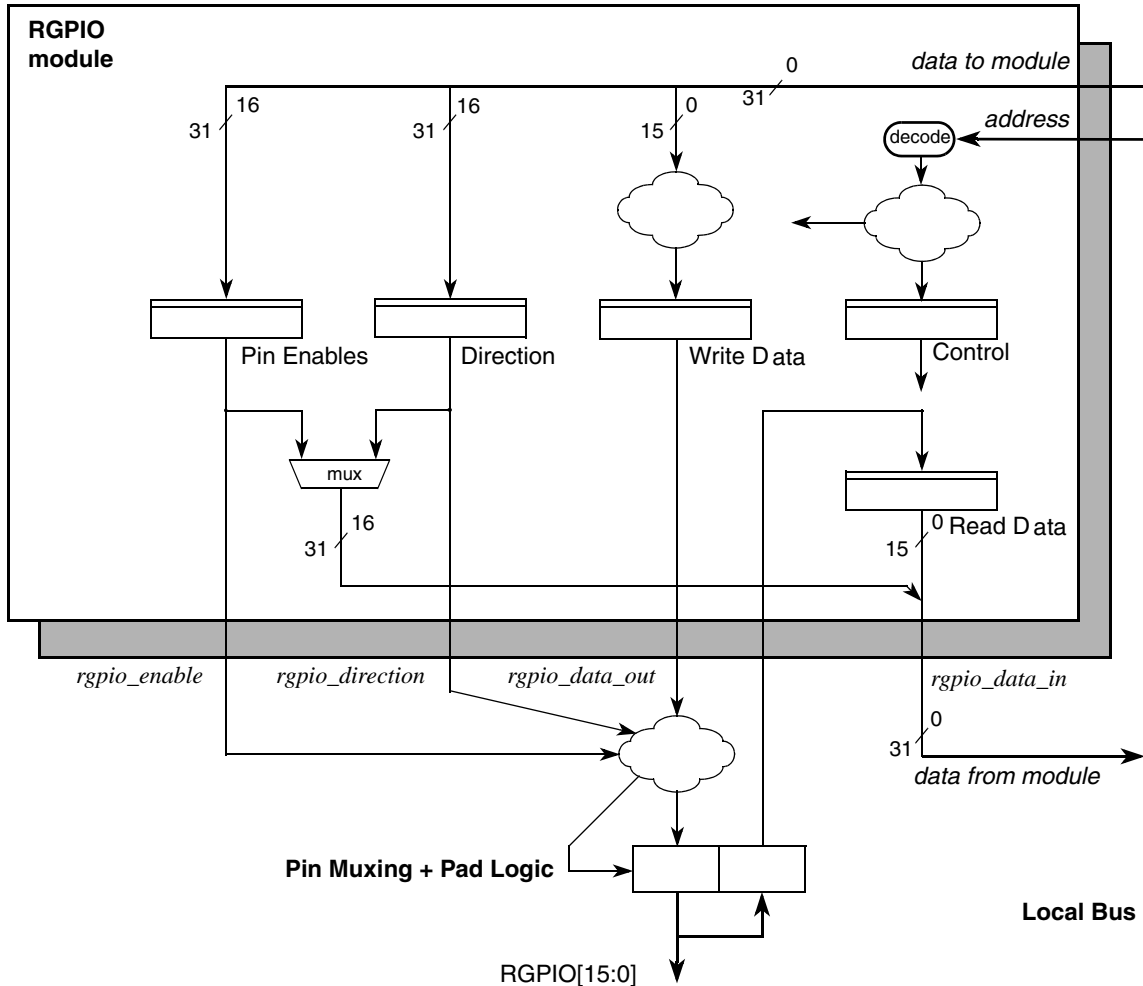 RGPIO
module
data to module
0
31
16
31
16
31
0
15
address
decode
Pin Enables
Direction
Write Data
Control
mux
16
31
0
15
Read Data
rgpio_enable
rgpio_direction
rgpio_data_out
rgpio_data_in
0
31
data from module
Pin Muxing + Pad Logic
Local Bus
RGPIO[15:0]